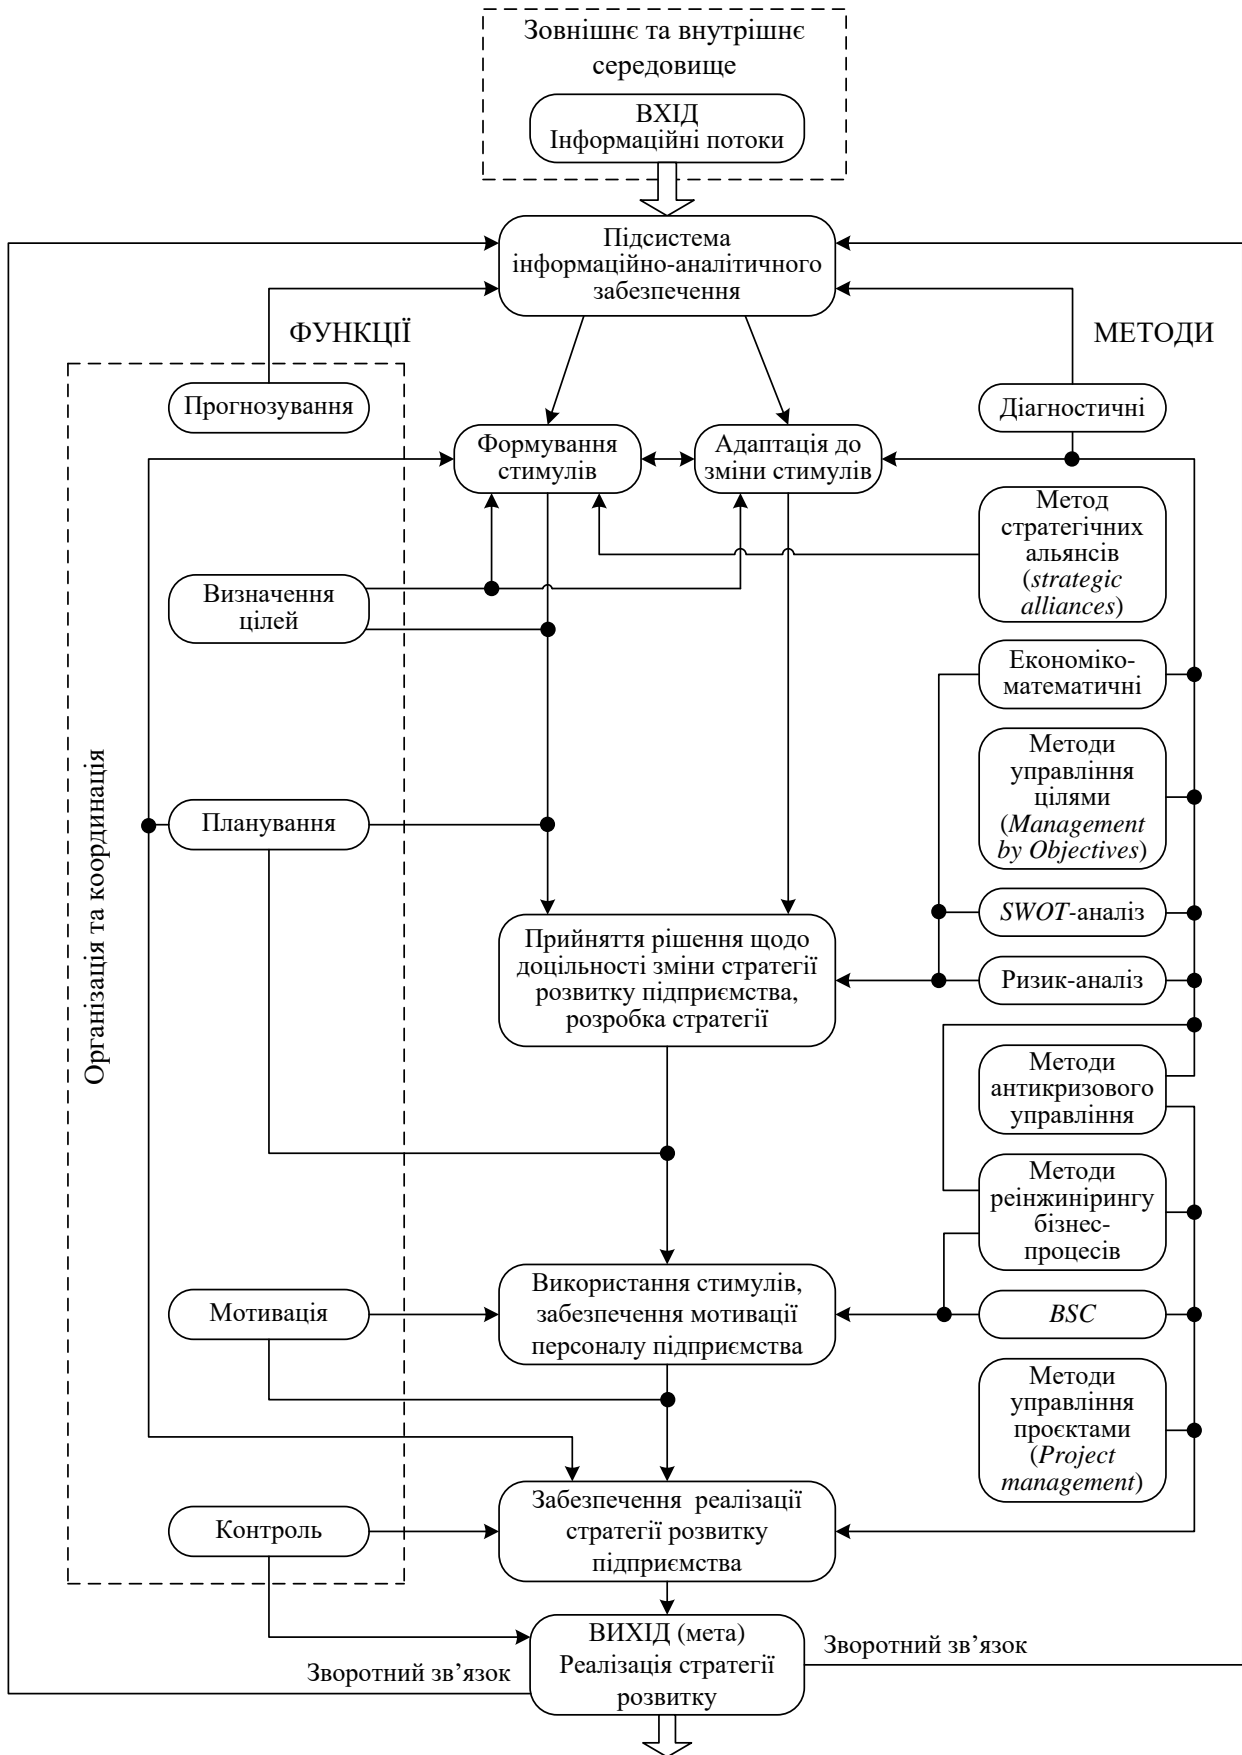 Зовнішнє та внутрішнє
середовище
ВХІД
Інформаційні потоки
Підсистема
інформаційно-аналітичного
забезпечення
ФУНКЦІЇ
МЕТОДИ
Прогнозування
Діагностичні
Формування
стимулів
Адаптація до
зміни стимулів
Метод
стратегічних
альянсів
(strategic
alliances)
Визначення
цілей
Економіко-
математичні
Методи
управління
цілями
(Management
by Objectives)
Організація та координація
Планування
SWOT-аналіз
Прийняття рішення щодо
доцільності зміни стратегії
розвитку підприємства,
розробка стратегії
Ризик-аналіз
Методи
антикризового
управління
Методи
реінжинірингу
бізнес-
процесів
Мотивація
Використання стимулів,
забезпечення мотивації
персоналу підприємства
BSC
Методи
управління
проєктами
(Project
management)
Контроль
Забезпечення  реалізації
стратегії розвитку
підприємства
ВИХІД (мета)
Реалізація стратегії
розвитку
Зворотний зв’язок
Зворотний зв’язок